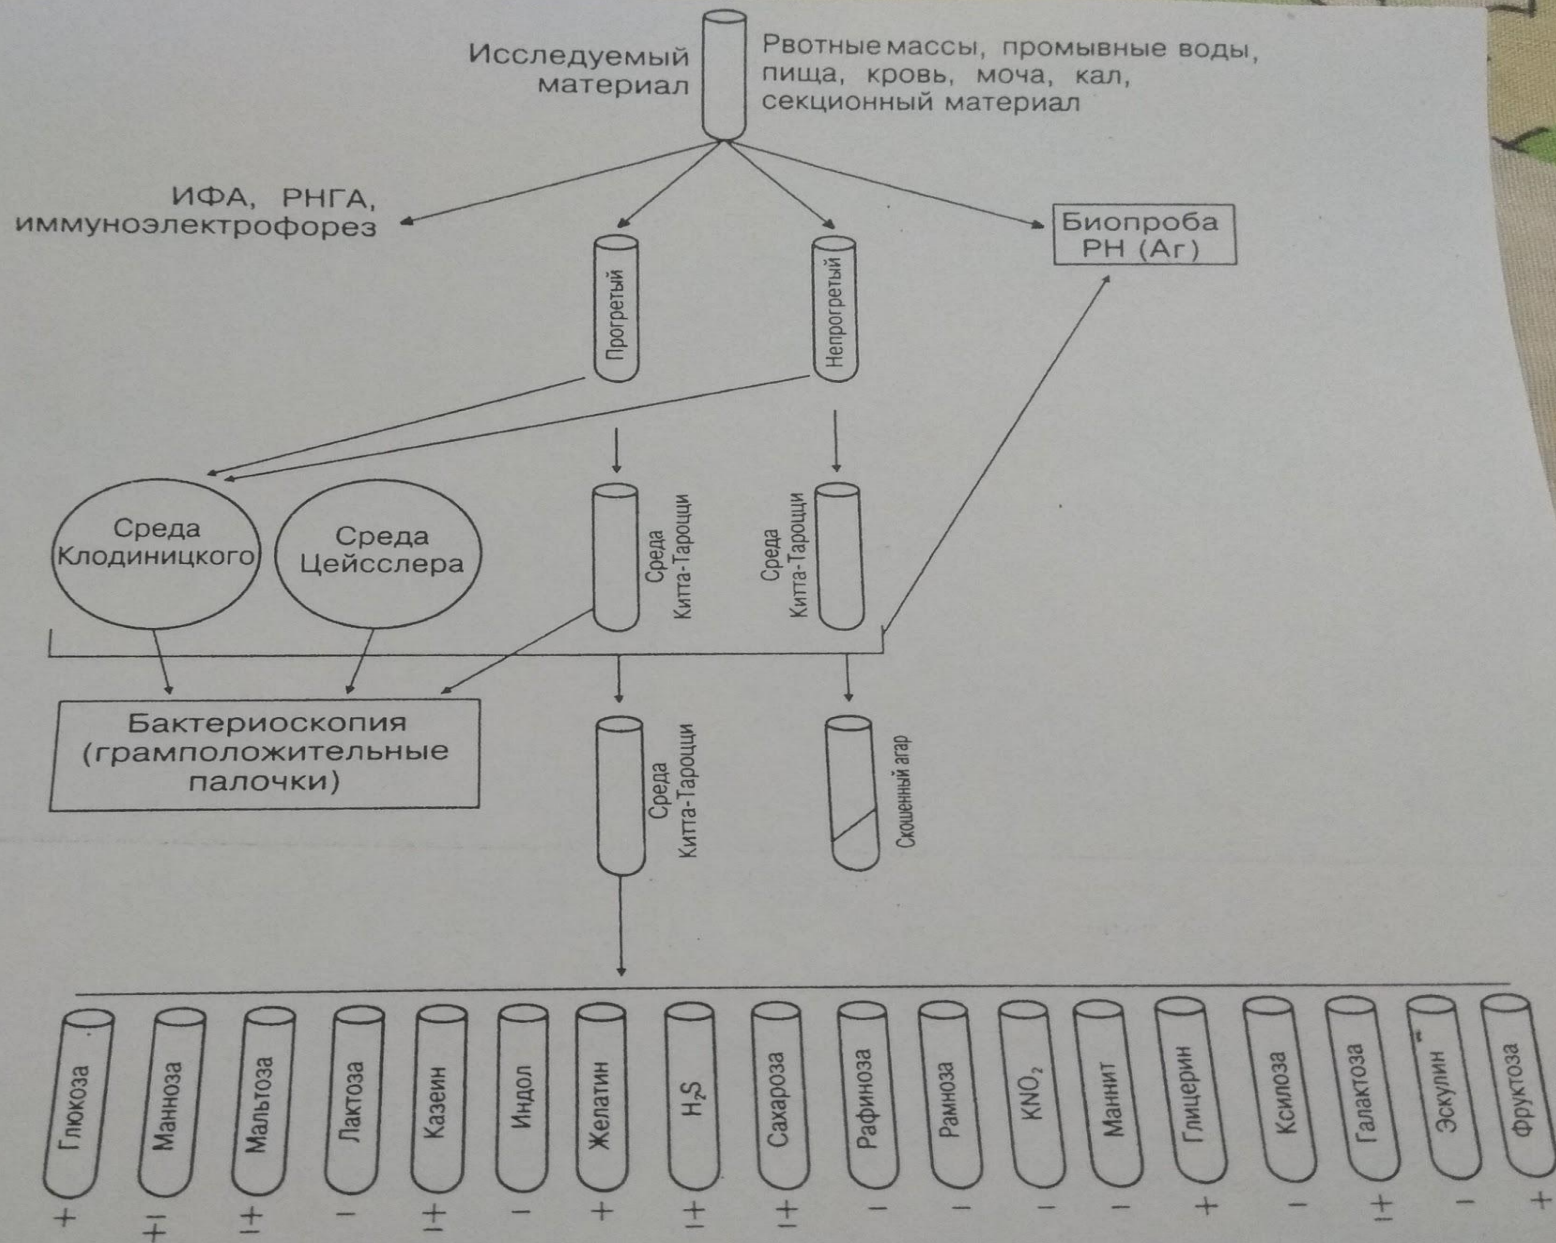 Исследуемый
материал
Рвотные массы, промывные воды,
пища, кровь, моча, кал,
секционный материал
ИФА, РНГА,
иммуноэлектрофорез
Биопроба
РН (Аг)
Прогретый
Непрогретый
Среда
Клодиницкого
Среда
Цейсслера
Среда
Китта-Тароцци
Среда
Китта-Тароцци
Бактериоскопия
(грамположительные
палочки)
Среда
Китта-Тароцци
Скошенный агар
Глюкоза
Манноза
Мальтоза
Лактоза
Казеин
Индол
Желатин
H₂S
Сахароза
Рафиноза
Рамноза
KNO₂
Маннит
Глицерин
Ксилоза
Галактоза
Эскулин
Фруктоза
+ ± ± − ± − + ± ± − − − − + − ± − +